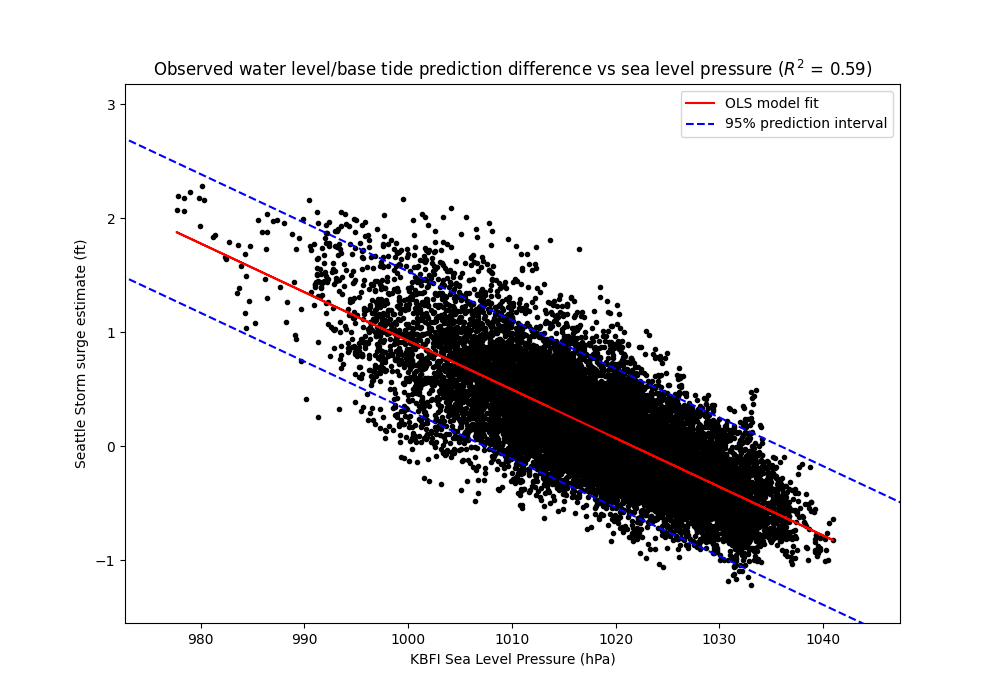 Observed water level/base tide prediction difference vs sea level pressure (R² = 0.59)
OLS model fit
95% prediction interval
3
2
1
0
−1
Seattle Storm surge estimate (ft)
980 990 1000 1010 1020 1030 1040
KBFI Sea Level Pressure (hPa)